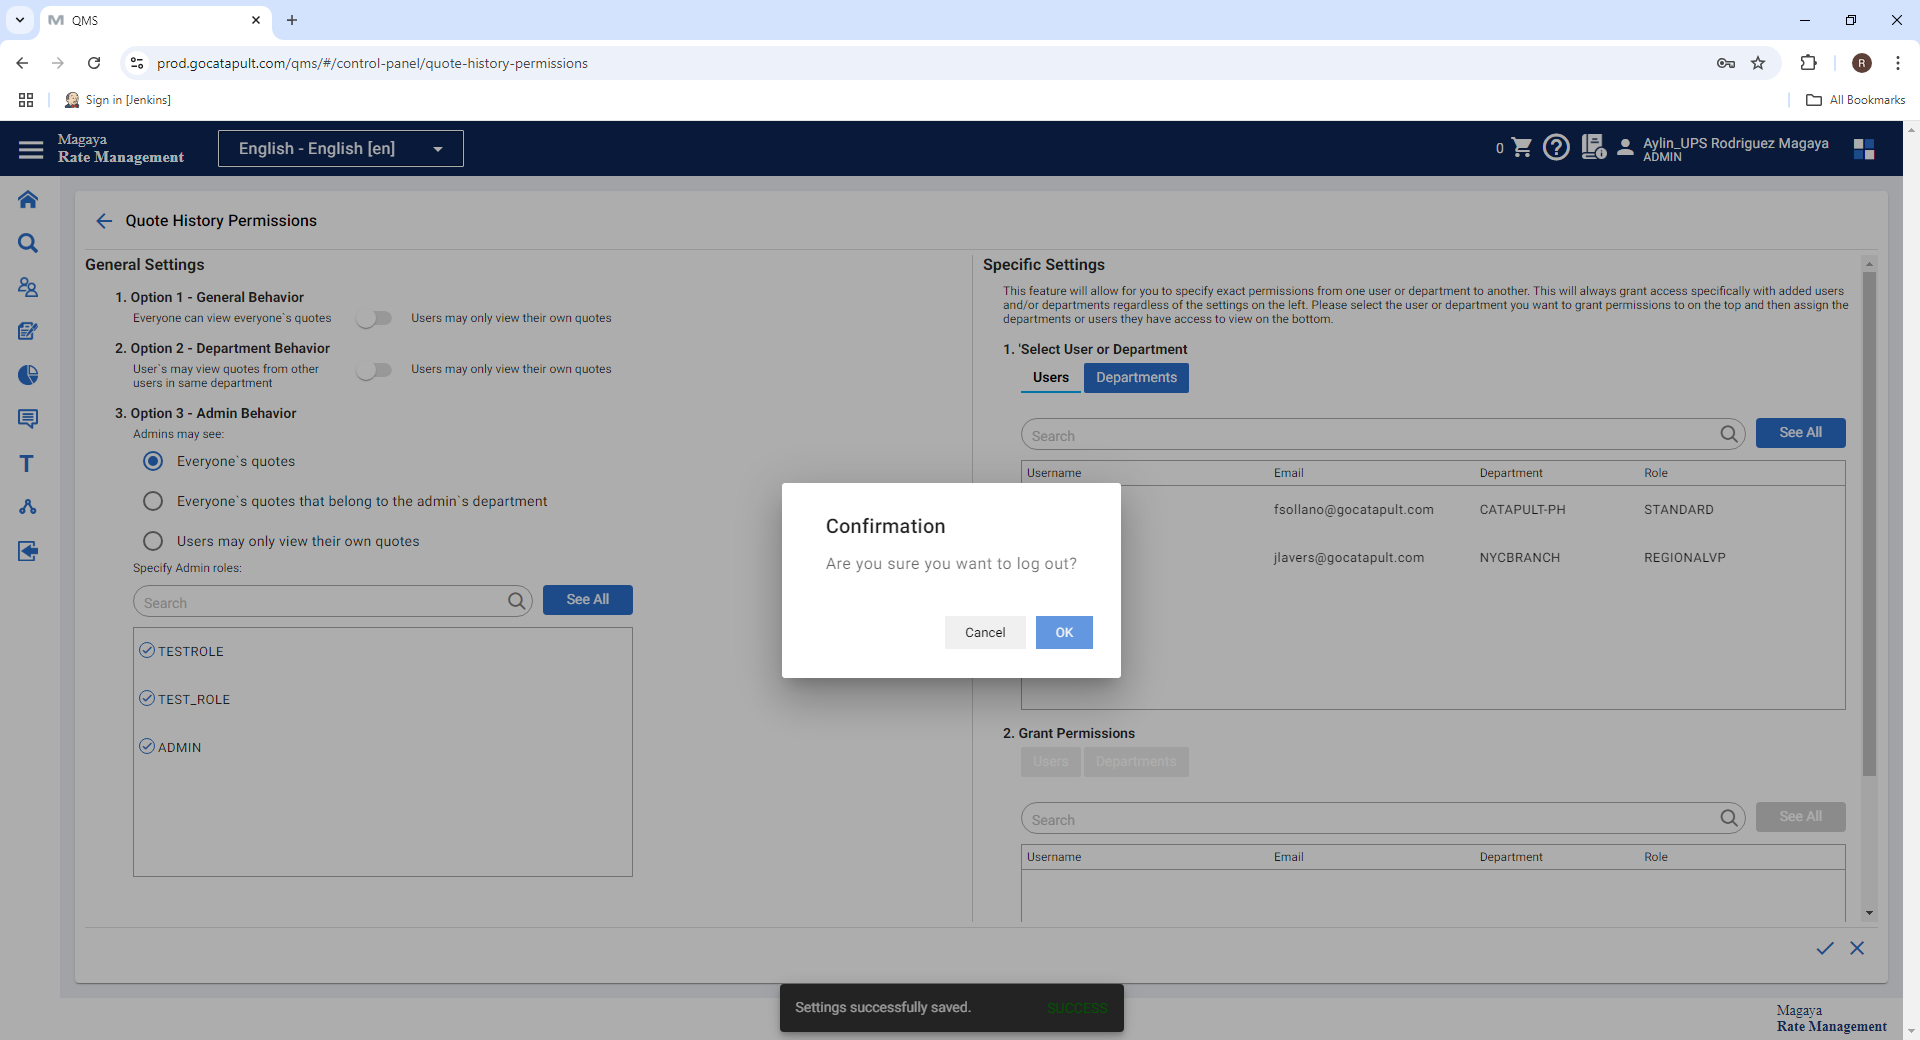 QMS
prod.gocatapult.com/qms/#/control-panel/quote-history-permissions
R
Sign in [Jenkins]
All Bookmarks
Magaya
Rate Management
English - English [en]
0
Aylin_UPS Rodriguez Magaya
ADMIN
Quote History Permissions
General Settings
1. Option 1 - General Behavior
Everyone can view everyone`s quotes
Users may only view their own quotes
2. Option 2 - Department Behavior
User`s may view quotes from other
users in same department
Users may only view their own quotes
3. Option 3 - Admin Behavior
Admins may see:
Everyone`s quotes
Everyone`s quotes that belong to the admin`s department
Users may only view their own quotes
Specify Admin roles:
Search
See All
TESTROLE
TEST_ROLE
ADMIN
Specific Settings
This feature will allow for you to specify exact permissions from one user or department to another. This will always grant access specifically with added users
and/or departments regardless of the settings on the left. Please select the user or department you want to grant permissions to on the top and then assign the
departments or users they have access to view on the bottom.
1. 'Select User or Department
Users
Departments
Search
See All
Username Email Department Role
fsollano@gocatapult.com CATAPULT-PH STANDARD
jlavers@gocatapult.com NYCBRANCH REGIONALVP
2. Grant Permissions
Users
Departments
Search
See All
Username Email Department Role
Confirmation
Are you sure you want to log out?
Cancel
OK
Settings successfully saved.
SUCCESS
Magaya
Rate Management